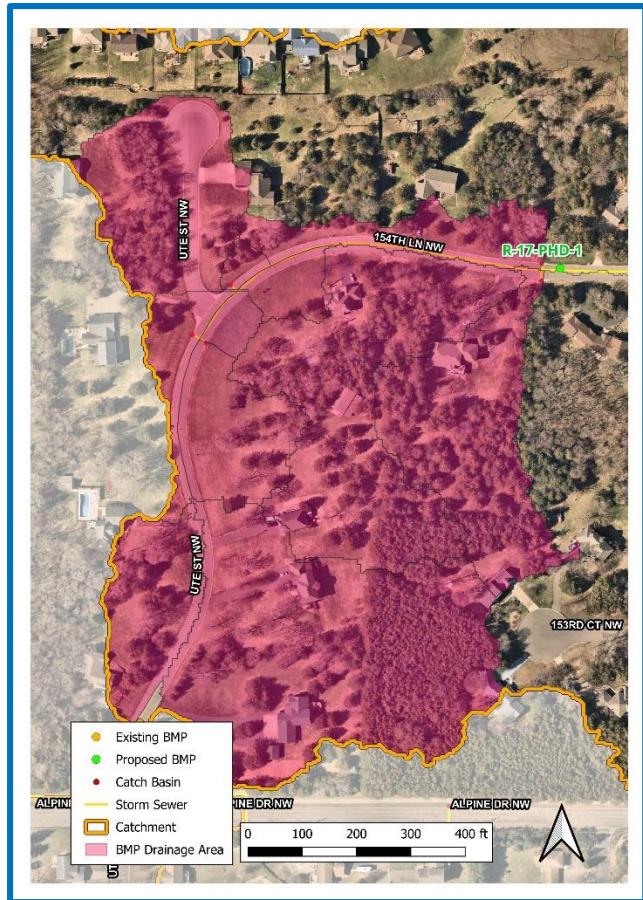 UTE ST NW
154TH LN NW
R-17-PHD-1
UTE ST NW
153RD CT NW
Existing BMP
Proposed BMP
Catch Basin
Storm Sewer
Catchment
BMP Drainage Area
ALPINE
PINE DR NW
ALPINE DR NW
0 100 200 300 400 ft